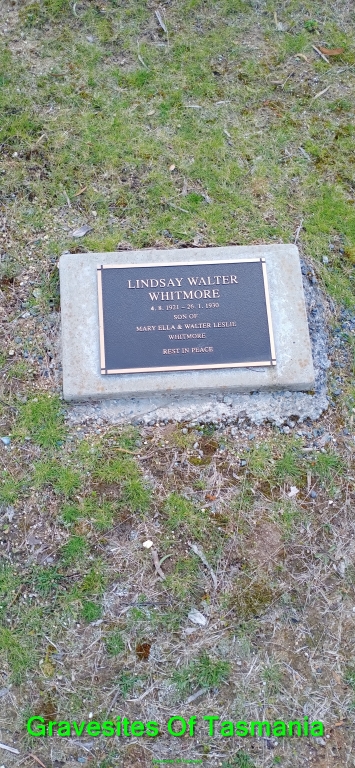 LINDSAY WALTER
WHITMORE
4. 8. 1921 - 26. 1. 1930
SON OF
MARY ELLA & WALTER LESLIE
WHITMORE
REST IN PEACE
Gravesites Of Tasmania